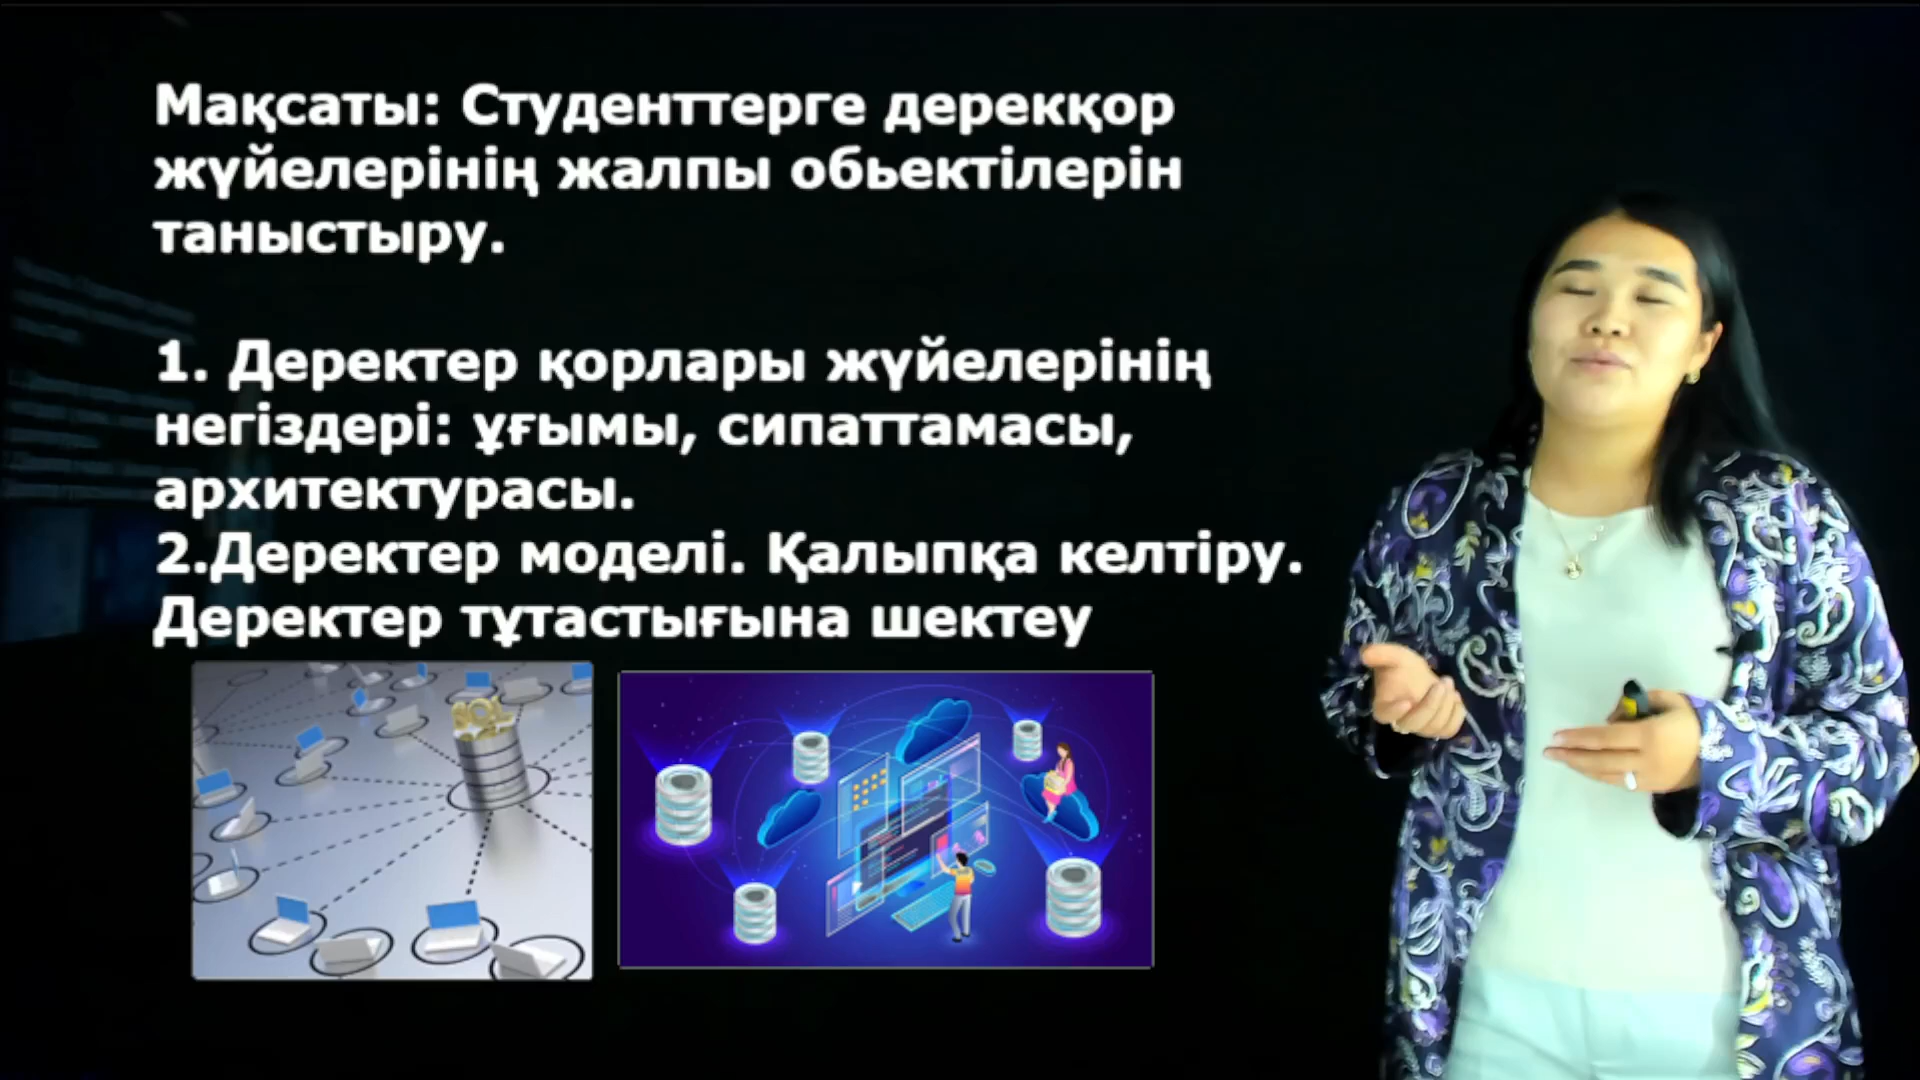 Мақсаты: Студенттерге дерекқор
жүйелерінің жалпы обьектілерін
таныстыру.
1. Деректер қорлары жүйелерінің
негіздері: ұғымы, сипаттамасы,
архитектурасы.
2.Деректер моделі. Қалыпқа келтіру.
Деректер тұтастығына шектеу
SQL